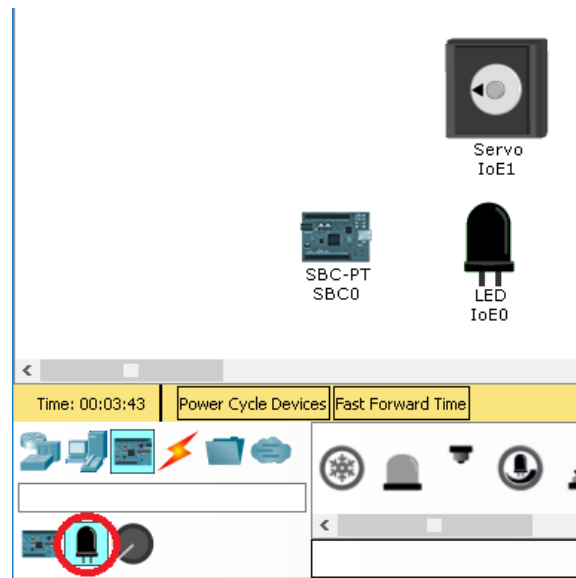 Servo
IoE1
SBC-PT
SBC0
LED
IoE0
Time: 00:03:43
Power Cycle Devices
Fast Forward Time